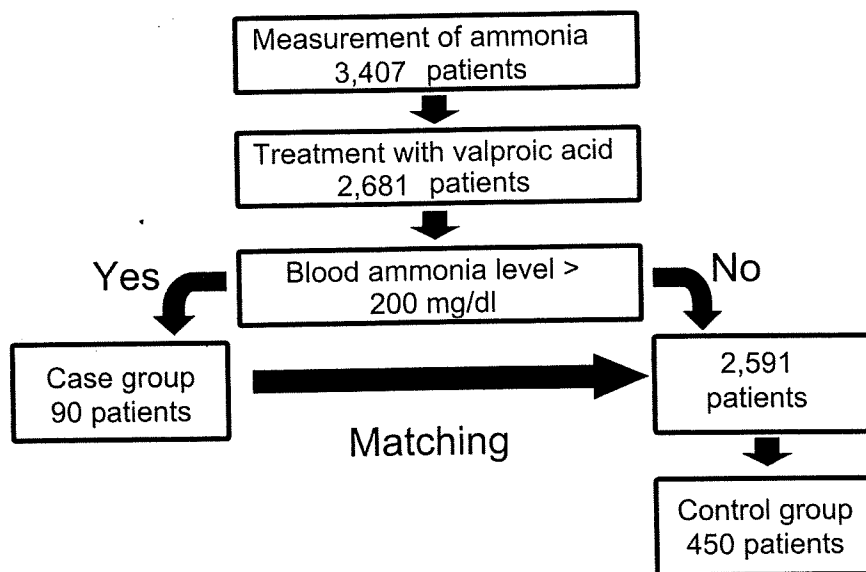 Measurement of ammonia
3,407 patients
Treatment with valproic acid
2,681 patients
Blood ammonia level >
200 mg/dl
Yes
No
Case group
90 patients
Matching
2,591
patients
Control group
450 patients